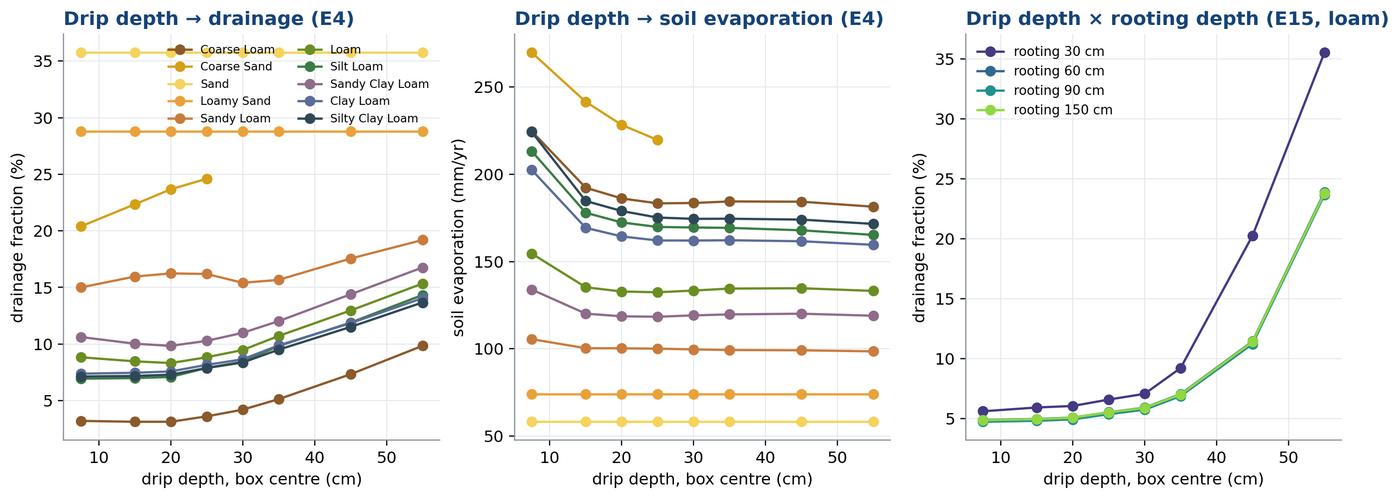 Drip depth → drainage (E4)
drainage fraction (%)
35
30
25
20
15
10
5
Coarse Loam
Coarse Sand
Sand
Loamy Sand
Sandy Loam
Loam
Silt Loam
Sandy Clay Loam
Clay Loam
Silty Clay Loam
10 20 30 40 50
drip depth, box centre (cm)
Drip depth → soil evaporation (E4)
soil evaporation (mm/yr)
250
200
150
100
50
10 20 30 40 50
drip depth, box centre (cm)
Drip depth × rooting depth (E15, loam)
drainage fraction (%)
35
30
25
20
15
10
5
rooting 30 cm
rooting 60 cm
rooting 90 cm
rooting 150 cm
10 20 30 40 50
drip depth, box centre (cm)